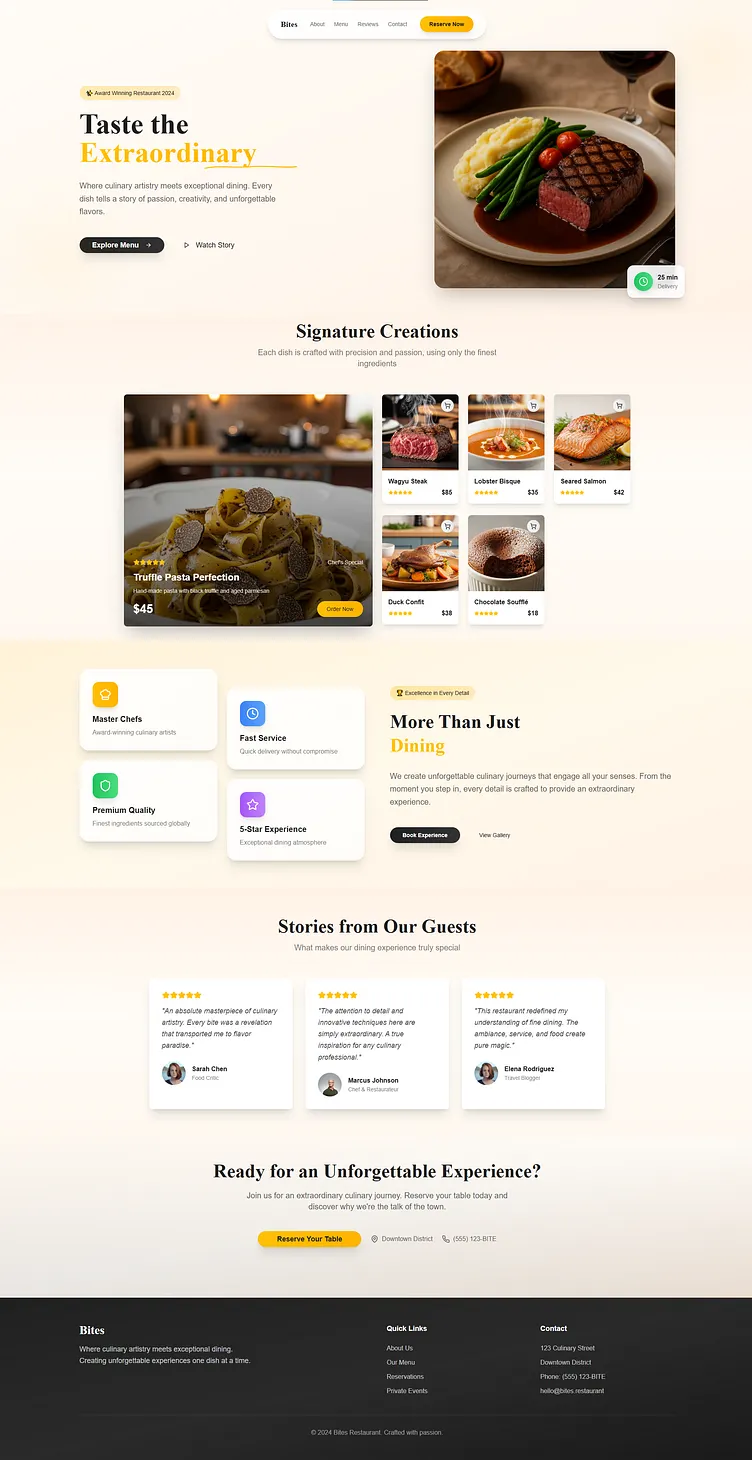 Bites
About
Menu
Reviews
Contact
Reserve Now
Award Winning Restaurant 2024
Taste the
Extraordinary
Where culinary artistry meets exceptional dining. Every
dish tells a story of passion, creativity, and unforgettable
flavors.
Explore Menu →
Watch Story
25 min
Delivery
Signature Creations
Each dish is crafted with precision and passion, using only the finest
ingredients
Chef's Special
Truffle Pasta Perfection
Hand-made pasta with black truffle and aged parmesan
$45
Order Now
Wagyu Steak
$85
Lobster Bisque
$35
Seared Salmon
$42
Duck Confit
$38
Chocolate Soufflé
$18
Master Chefs
Award-winning culinary artists
Fast Service
Quick delivery without compromise
Premium Quality
Finest ingredients sourced globally
5-Star Experience
Exceptional dining atmosphere
Excellence in Every Detail
More Than Just
Dining
We create unforgettable culinary journeys that engage all your senses. From the
moment you step in, every detail is crafted to provide an extraordinary
experience.
Book Experience
View Gallery
Stories from Our Guests
What makes our dining experience truly special
"An absolute masterpiece of culinary
artistry. Every bite was a revelation
that transported me to flavor
paradise."
Sarah Chen
Food Critic
"The attention to detail and
innovative techniques here are
simply extraordinary. A true
inspiration for any culinary
professional."
Marcus Johnson
Chef & Restaurateur
"This restaurant redefined my
understanding of fine dining. The
ambiance, service, and food create
pure magic."
Elena Rodriguez
Travel Blogger
Ready for an Unforgettable Experience?
Join us for an extraordinary culinary journey. Reserve your table today and
discover why we're the talk of the town.
Reserve Your Table
Downtown District
(555) 123-BITE
Bites
Where culinary artistry meets exceptional dining.
Creating unforgettable experiences one dish at a time.
Quick Links
About Us
Our Menu
Reservations
Private Events
Contact
123 Culinary Street
Downtown District
Phone: (555) 123-BITE
hello@bites.restaurant
© 2024 Bites Restaurant. Crafted with passion.